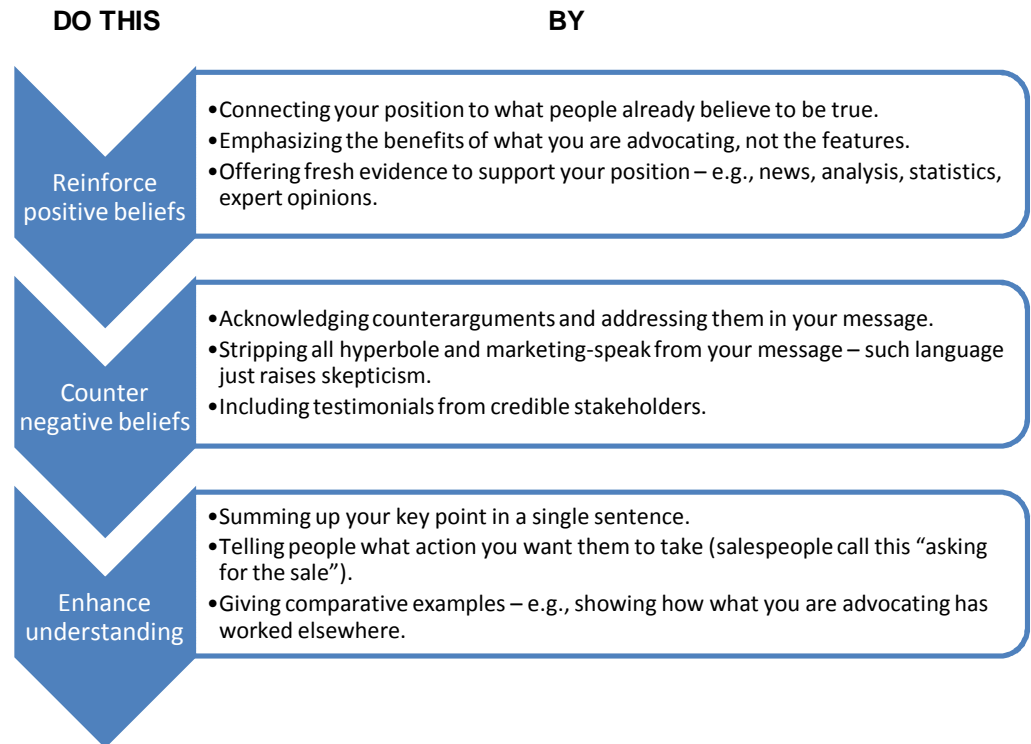 DO THIS
BY
Reinforce
positive beliefs
•Connecting your position to what people already believe to be true.
•Emphasizing the benefits of what you are advocating, not the features.
•Offering fresh evidence to support your position – e.g., news, analysis, statistics,
expert opinions.
Counter
negative beliefs
•Acknowledging counterarguments and addressing them in your message.
•Stripping all hyperbole and marketing-speak from your message – such language
just raises skepticism.
•Including testimonials from credible stakeholders.
Enhance
understanding
•Summing up your key point in a single sentence.
•Telling people what action you want them to take (salespeople call this “asking
for the sale”).
•Giving comparative examples – e.g., showing how what you are advocating has
worked elsewhere.